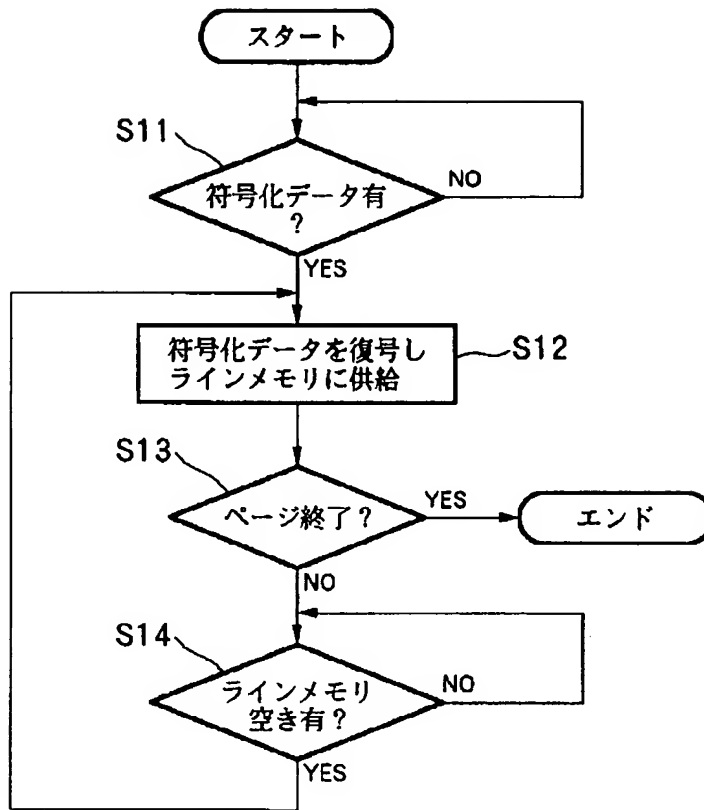 スタート
S11
符号化データ有
?
NO
YES
符号化データを復号し
ラインメモリに供給
S12
S13
ページ終了?
YES
エンド
NO
S14
ラインメモリ
空き有?
NO
YES